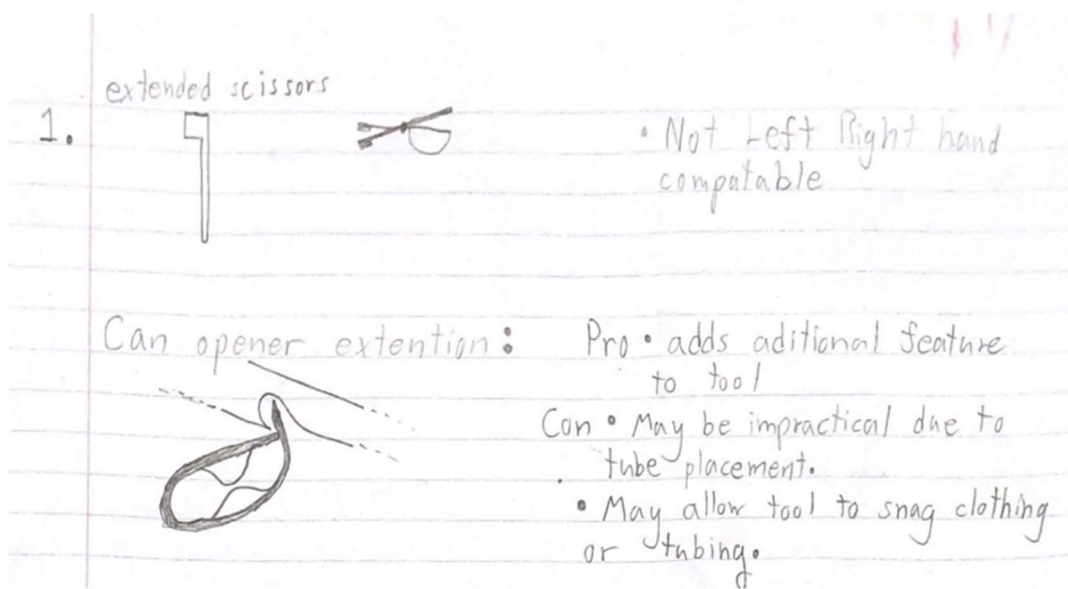 extended scissors
1.
• Not Left Right hand
compatable
Can opener extention:
Pro • adds aditional feature
to tool
Con • May be impractical due to
tube placement.
• May allow tool to snag clothing
or tubing.